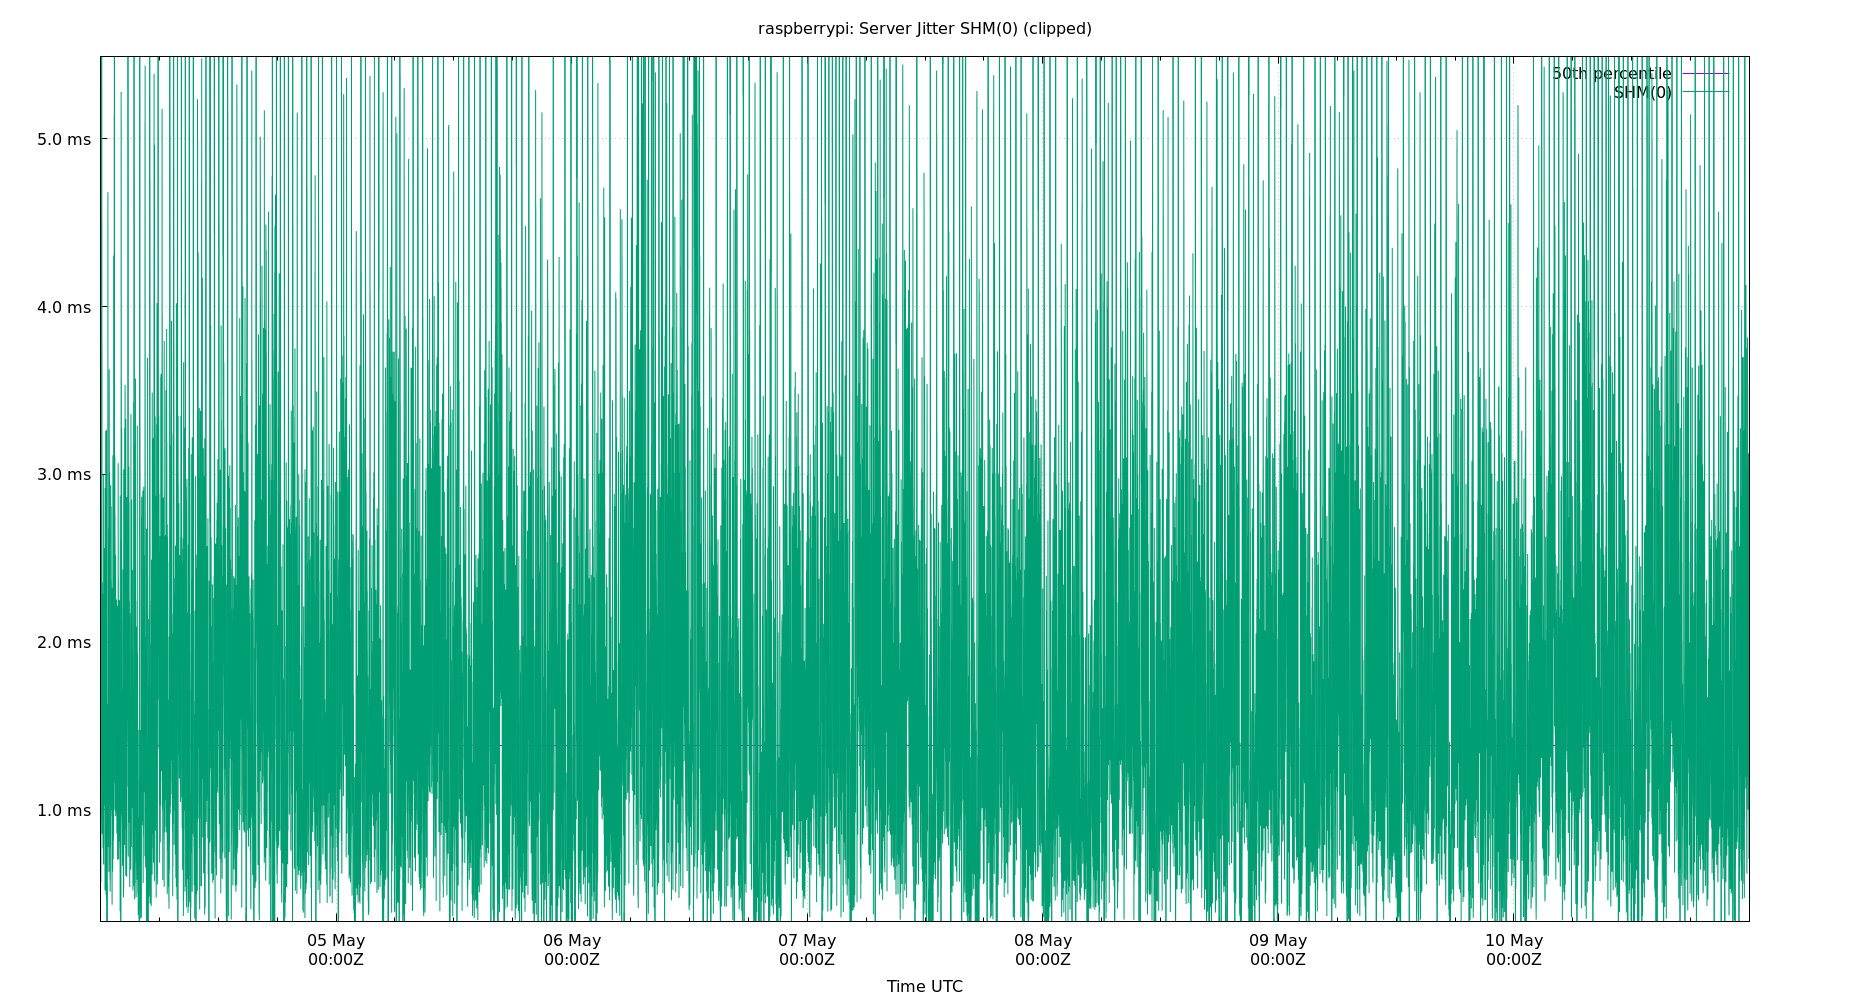 raspberrypi: Server Jitter SHM(0) (clipped)
50th percentile
SHM(0)
5.0 ms
4.0 ms
3.0 ms
2.0 ms
1.0 ms
05 May 06 May 07 May 08 May 09 May 10 May
00:00Z 00:00Z 00:00Z 00:00Z 00:00Z 00:00Z
Time UTC